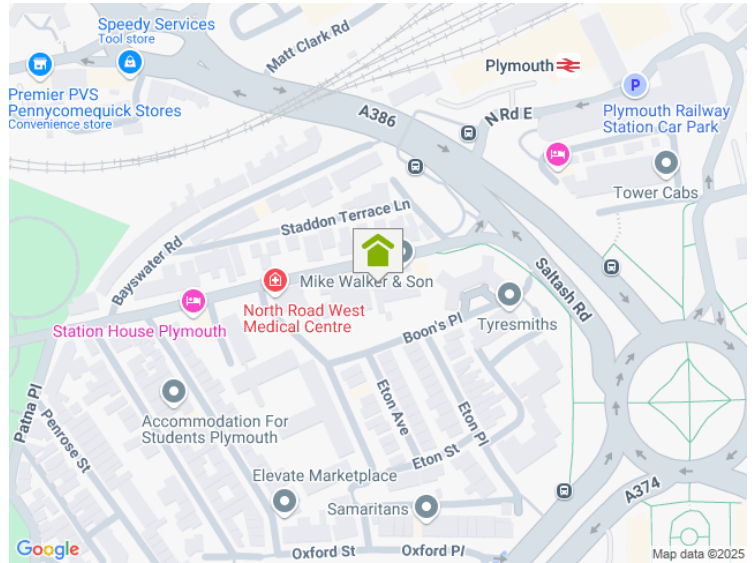 Speedy Services
Tool store
Matt Clark Rd
Plymouth
Premier PVS
Pennycomequick Stores
Convenience store
A386
N Rd E
P
Plymouth Railway
Station Car Park
Tower Cabs
Staddon Terrace Ln
Bayswater Rd
Saltash Rd
Mike Walker & Son
North Road West
Medical Centre
Station House Plymouth
Boon's Pl
Tyresmiths
Patna Pl
Penrose St
Accommodation For
Students Plymouth
Eton Ave
Eton Pl
Eton St
Elevate Marketplace
Samaritans
A374
Oxford St
Oxford Pl
Google
Map data ©2025